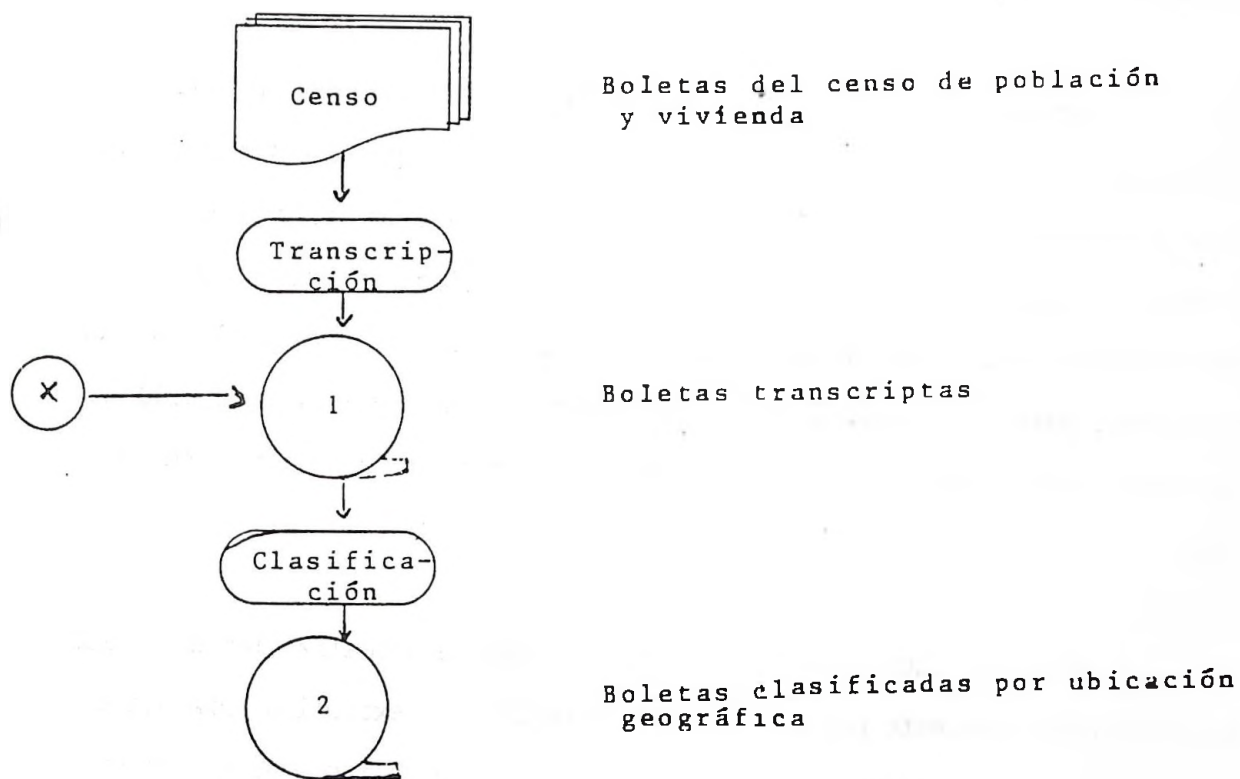 Censo
Boletas del censo de población
y vivienda
Transcrip-
ción
X
1
Boletas transcriptas
Clasifica-
ción
2
Boletas clasificadas por ubicación
geográfica